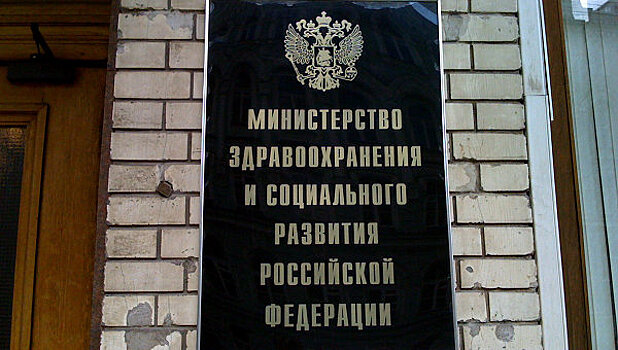 МИНИСТЕРСТВО
ЗДРАВООХРАНЕНИЯ
И СОЦИАЛЬНОГО
РАЗВИТИЯ
РОССИЙСКОЙ
ФЕДЕРАЦИИ